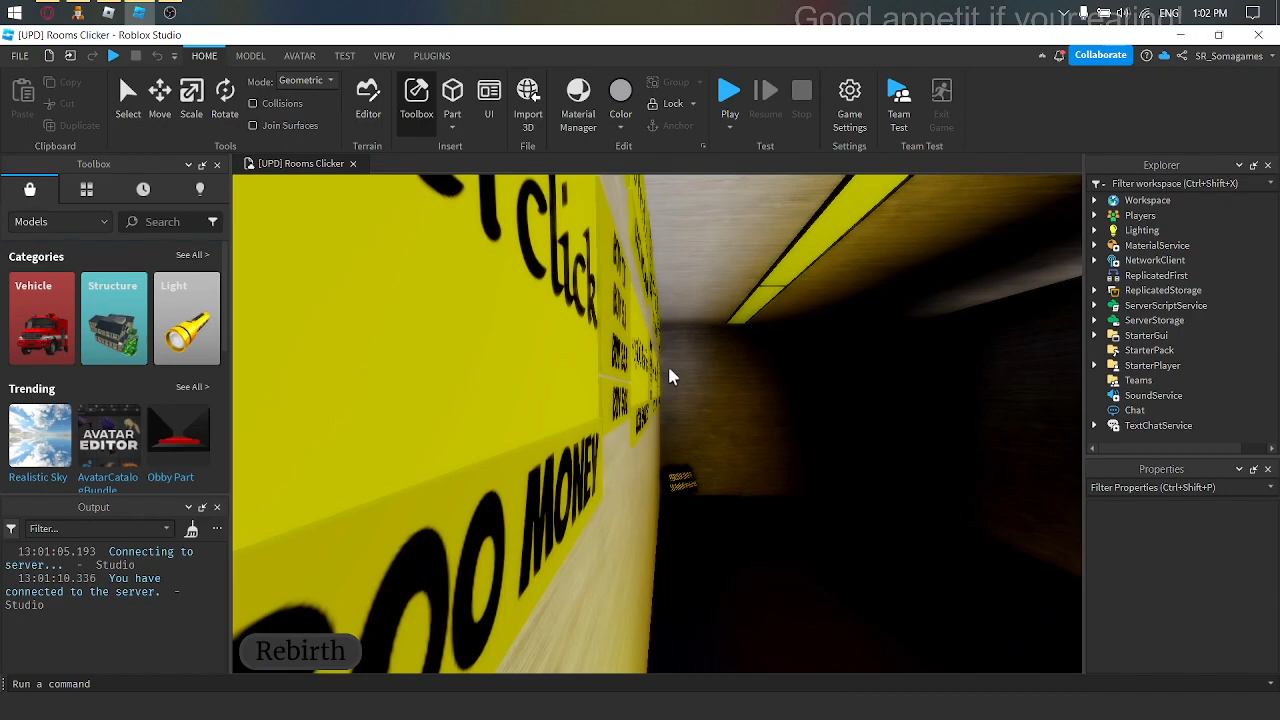 Good appetit if your eating!
ENG 1:02 PM
[UPD] Rooms Clicker - Roblox Studio
FILE HOME MODEL AVATAR TEST VIEW PLUGINS Collaborate SR_Somagames
Paste Copy Cut Duplicate Clipboard
Select Move Scale Rotate Mode: Geometric Collisions Join Surfaces Tools
Editor Terrain
Toolbox Part UI Insert
Import 3D File
Material Manager Color Group Lock Anchor Edit
Play Resume Stop Test
Game Settings Settings
Team Test Exit Game Team Test
Toolbox
[UPD] Rooms Clicker
Explorer
Models Search
Filter workspace (Ctrl+Shift+X)
Categories See All >
Vehicle Structure Light
Trending See All >
AVATAR EDITOR
Realistic Sky AvatarCatalogBundle Obby Part
Workspace
Players
Lighting
MaterialService
NetworkClient
ReplicatedFirst
ReplicatedStorage
ServerScriptService
ServerStorage
StarterGui
StarterPack
StarterPlayer
Teams
SoundService
Chat
TextChatService
Click
MONEY
Rebirth
Output
Filter...
13:01:05.193 Connecting to
server... - Studio
13:01:10.336 You have
connected to the server. -
Studio
Properties
Filter Properties (Ctrl+Shift+P)
Run a command